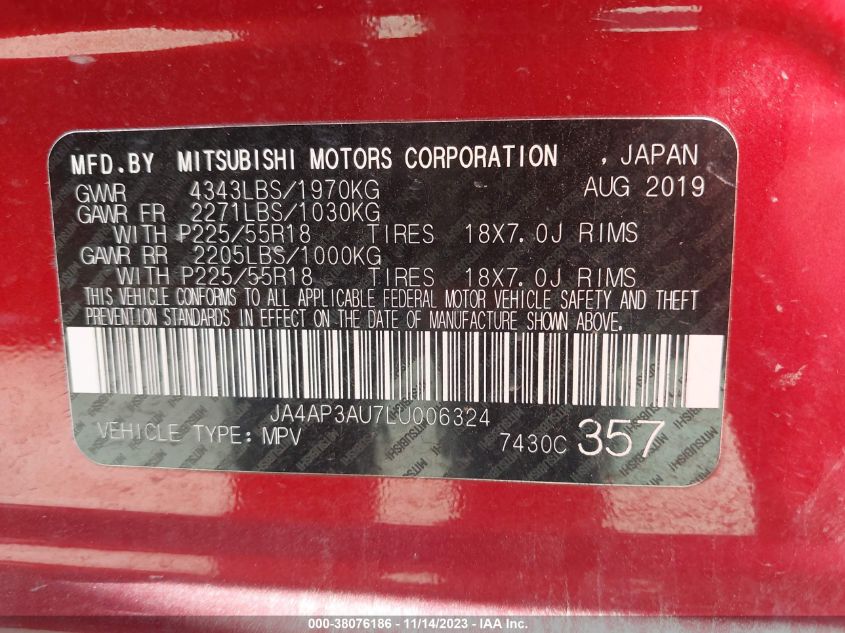 MFD.BY MITSUBISHI MOTORS CORPORATION , JAPAN
GVWR 4343LBS/1970KG AUG 2019
GAWR FR 2271LBS/1030KG
WITH P225/55R18 TIRES 18X7.0J RIMS
GAWR RR 2205LBS/1000KG
WITH P225/55R18 TIRES 18X7.0J RIMS
THIS VEHICLE CONFORMS TO ALL APPLICABLE FEDERAL MOTOR VEHICLE SAFETY AND THEFT
PREVENTION STANDARDS IN EFFECT ON THE DATE OF MANUFACTURE SHOWN ABOVE.
JA4AP3AU7LU006324
VEHICLE TYPE: MPV 7430C 357
000-38076186 - 11/14/2023 - IAA Inc.